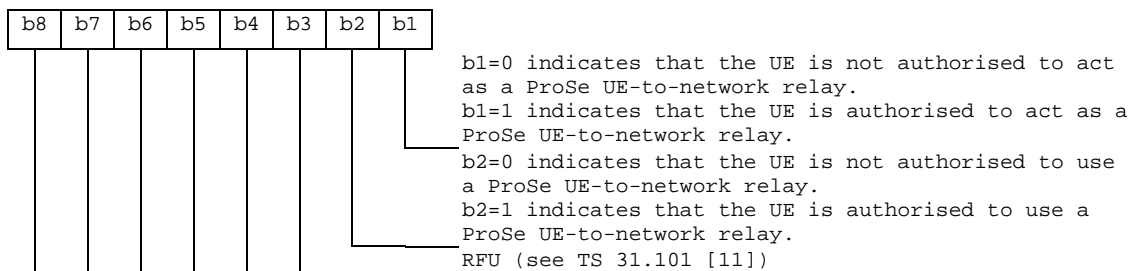 b8 b7 b6 b5 b4 b3 b2 b1
b1=0 indicates that the UE is not authorised to act
as a ProSe UE-to-network relay.
b1=1 indicates that the UE is authorised to act as a
ProSe UE-to-network relay.
b2=0 indicates that the UE is not authorised to use
a ProSe UE-to-network relay.
b2=1 indicates that the UE is authorised to use a
ProSe UE-to-network relay.
RFU (see TS 31.101 [11])